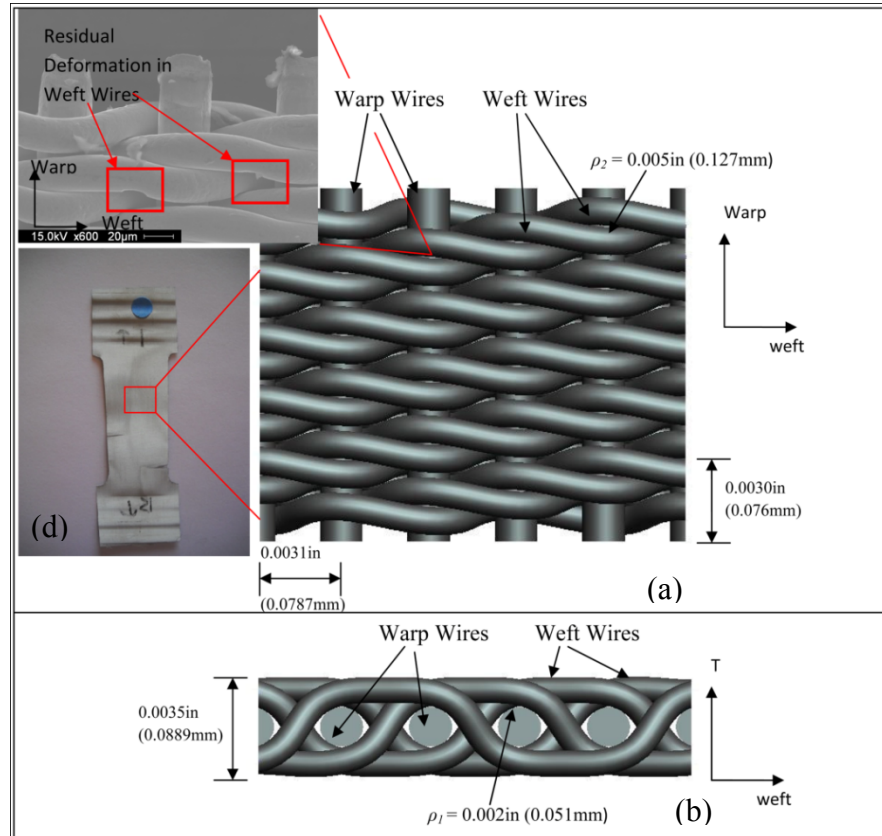 Residual
Deformation in
Weft Wires
Warp
Weft
15.0kV x600 20µm
Warp Wires
Weft Wires
ρ2 = 0.005in (0.127mm)
Warp
weft
(d)
0.0030in
(0.076mm)
0.0031in
(0.0787mm)
(a)
Warp Wires
Weft Wires
T
0.0035in
(0.0889mm)
ρ1 = 0.002in (0.051mm)
(b)
weft